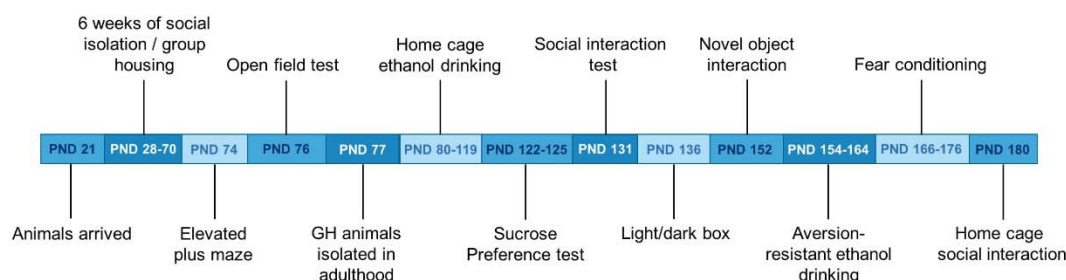 6 weeks of social
isolation / group
housing
Open field test
Home cage
ethanol drinking
Social interaction
test
Novel object
interaction
Fear conditioning
PND 21 PND 28-70 PND 74 PND 76 PND 77 PND 80-119 PND 122-125 PND 131 PND 136 PND 152 PND 154-164 PND 166-176 PND 180
Animals arrived
Elevated
plus maze
GH animals
isolated in
adulthood
Sucrose
Preference test
Light/dark box
Aversion-
resistant ethanol
drinking
Home cage
social interaction